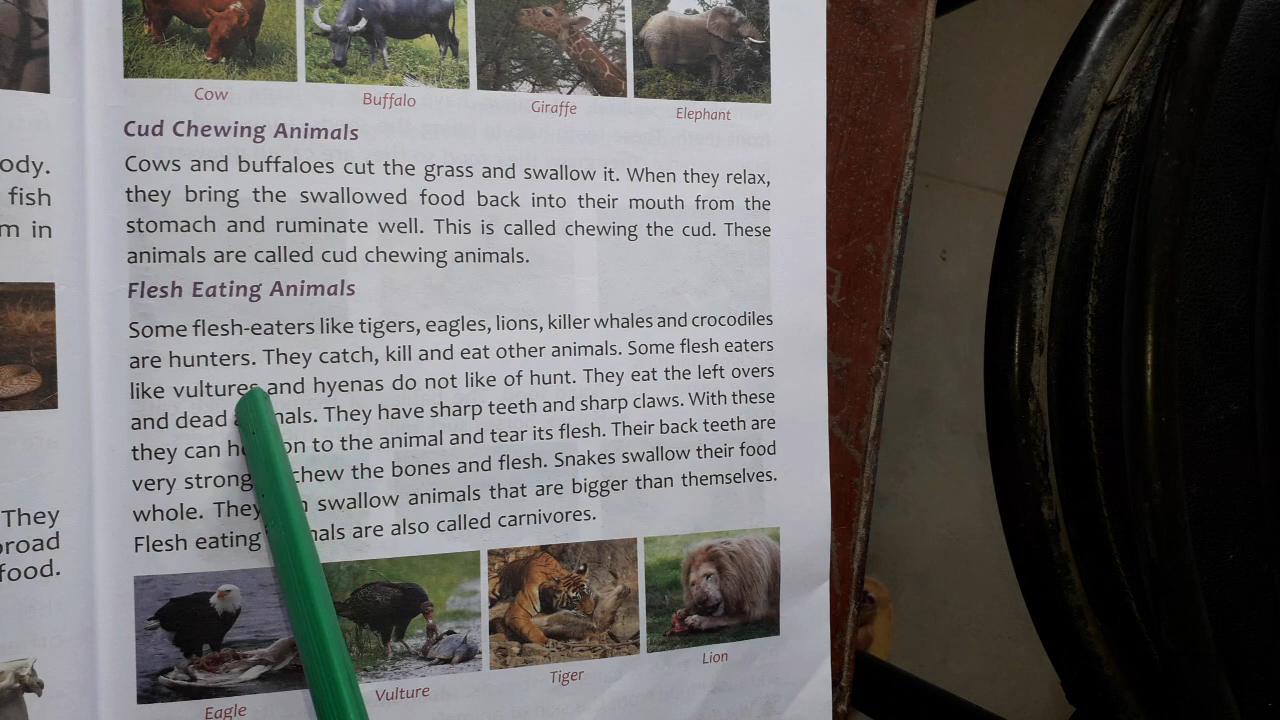 ody.
fish
m in
They
broad
food.
Cow
Buffalo
Giraffe
Elephant
Cud Chewing Animals
Cows and buffaloes cut the grass and swallow it. When they relax,
they bring the swallowed food back into their mouth from the
stomach and ruminate well. This is called chewing the cud. These
animals are called cud chewing animals.
Flesh Eating Animals
Some flesh-eaters like tigers, eagles, lions, killer whales and crocodiles
are hunters. They catch, kill and eat other animals. Some flesh eaters
like vultures and hyenas do not like of hunt. They eat the left overs
and dead nals. They have sharp teeth and sharp claws. With these
they can on to the animal and tear its flesh. Their back teeth are
very strong chew the bones and flesh. Snakes swallow their food
whole. They swallow animals that are bigger than themselves.
Flesh eating mals are also called carnivores.
Eagle
Vulture
Tiger
Lion